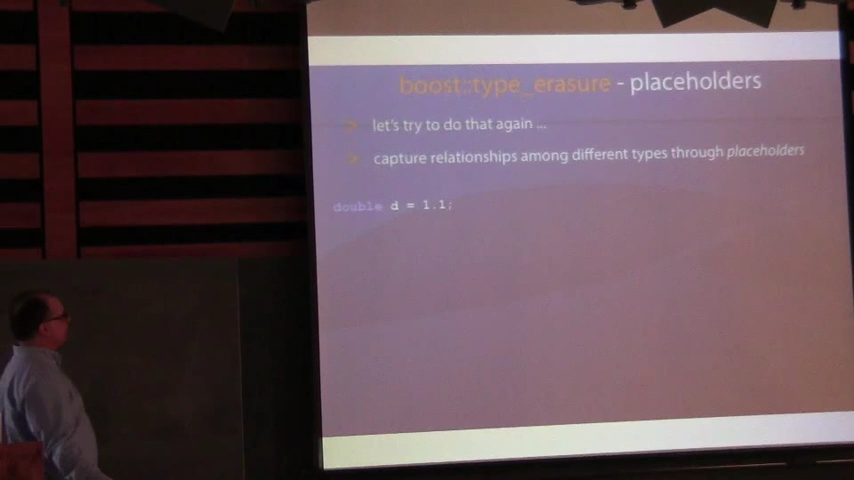 boost::type_erasure - placeholders
let's try to do that again ...
capture relationships among different types through placeholders
double d = 1.1;